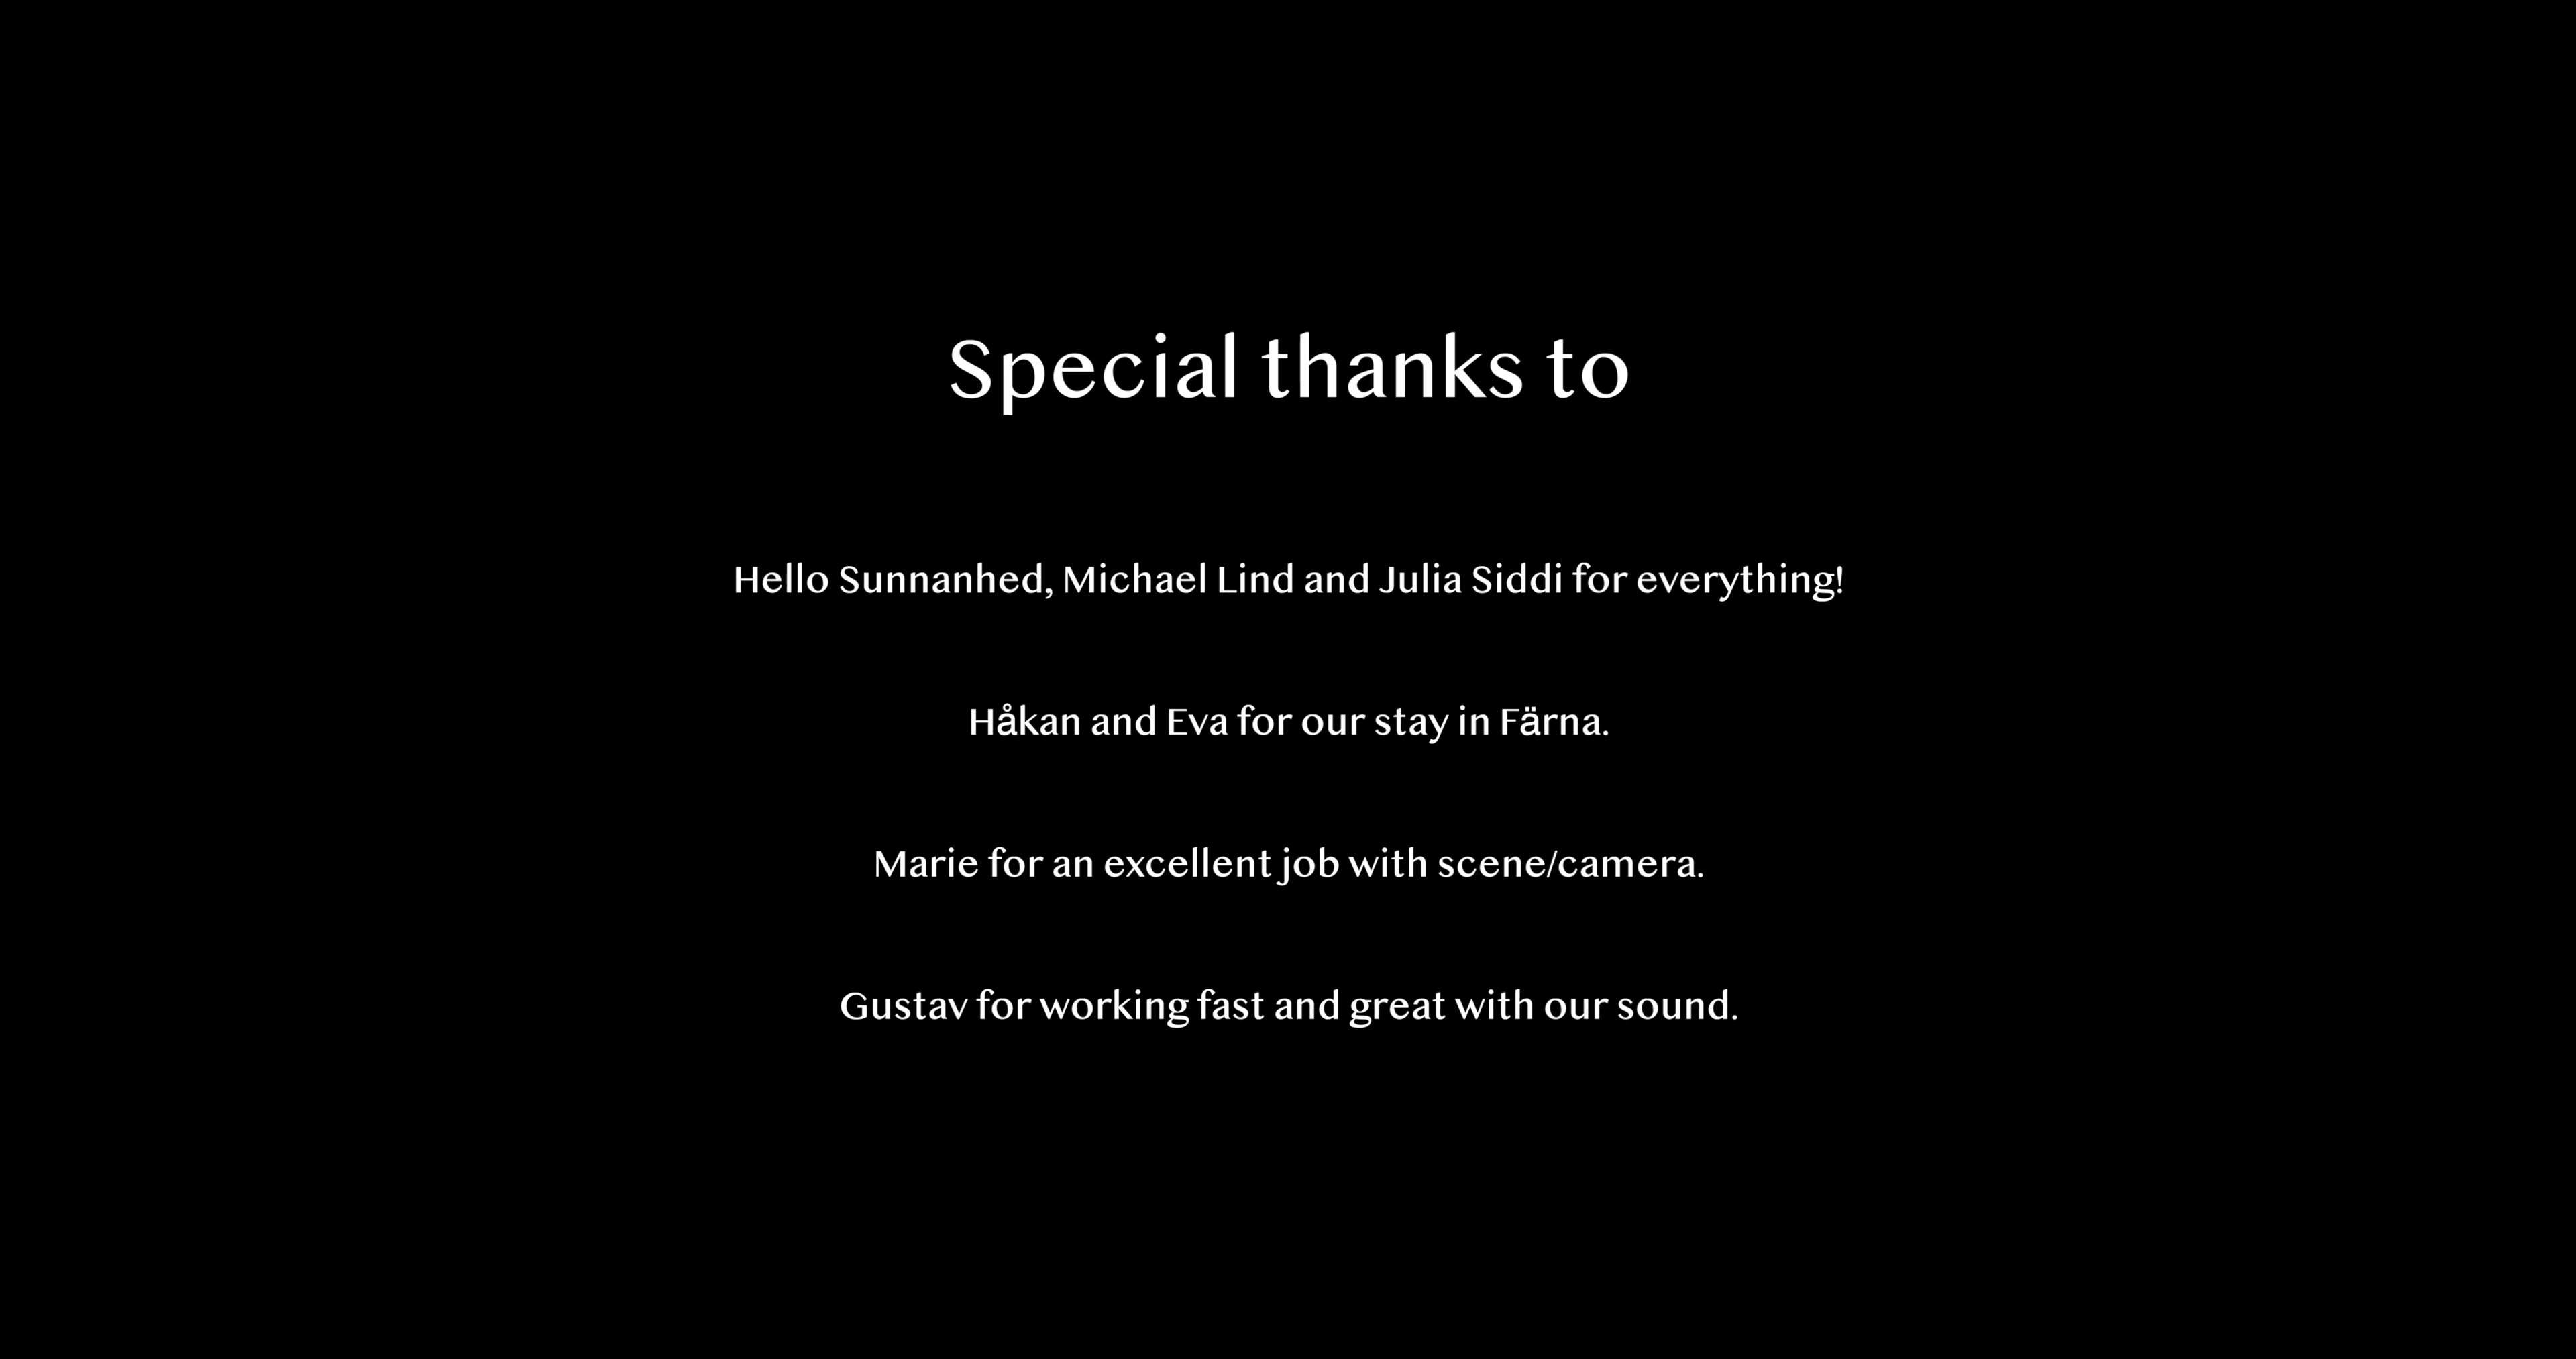 Special thanks to
Hello Sunnanhed, Michael Lind and Julia Siddi for everything!
Håkan and Eva for our stay in Färna.
Marie for an excellent job with scene/camera.
Gustav for working fast and great with our sound.